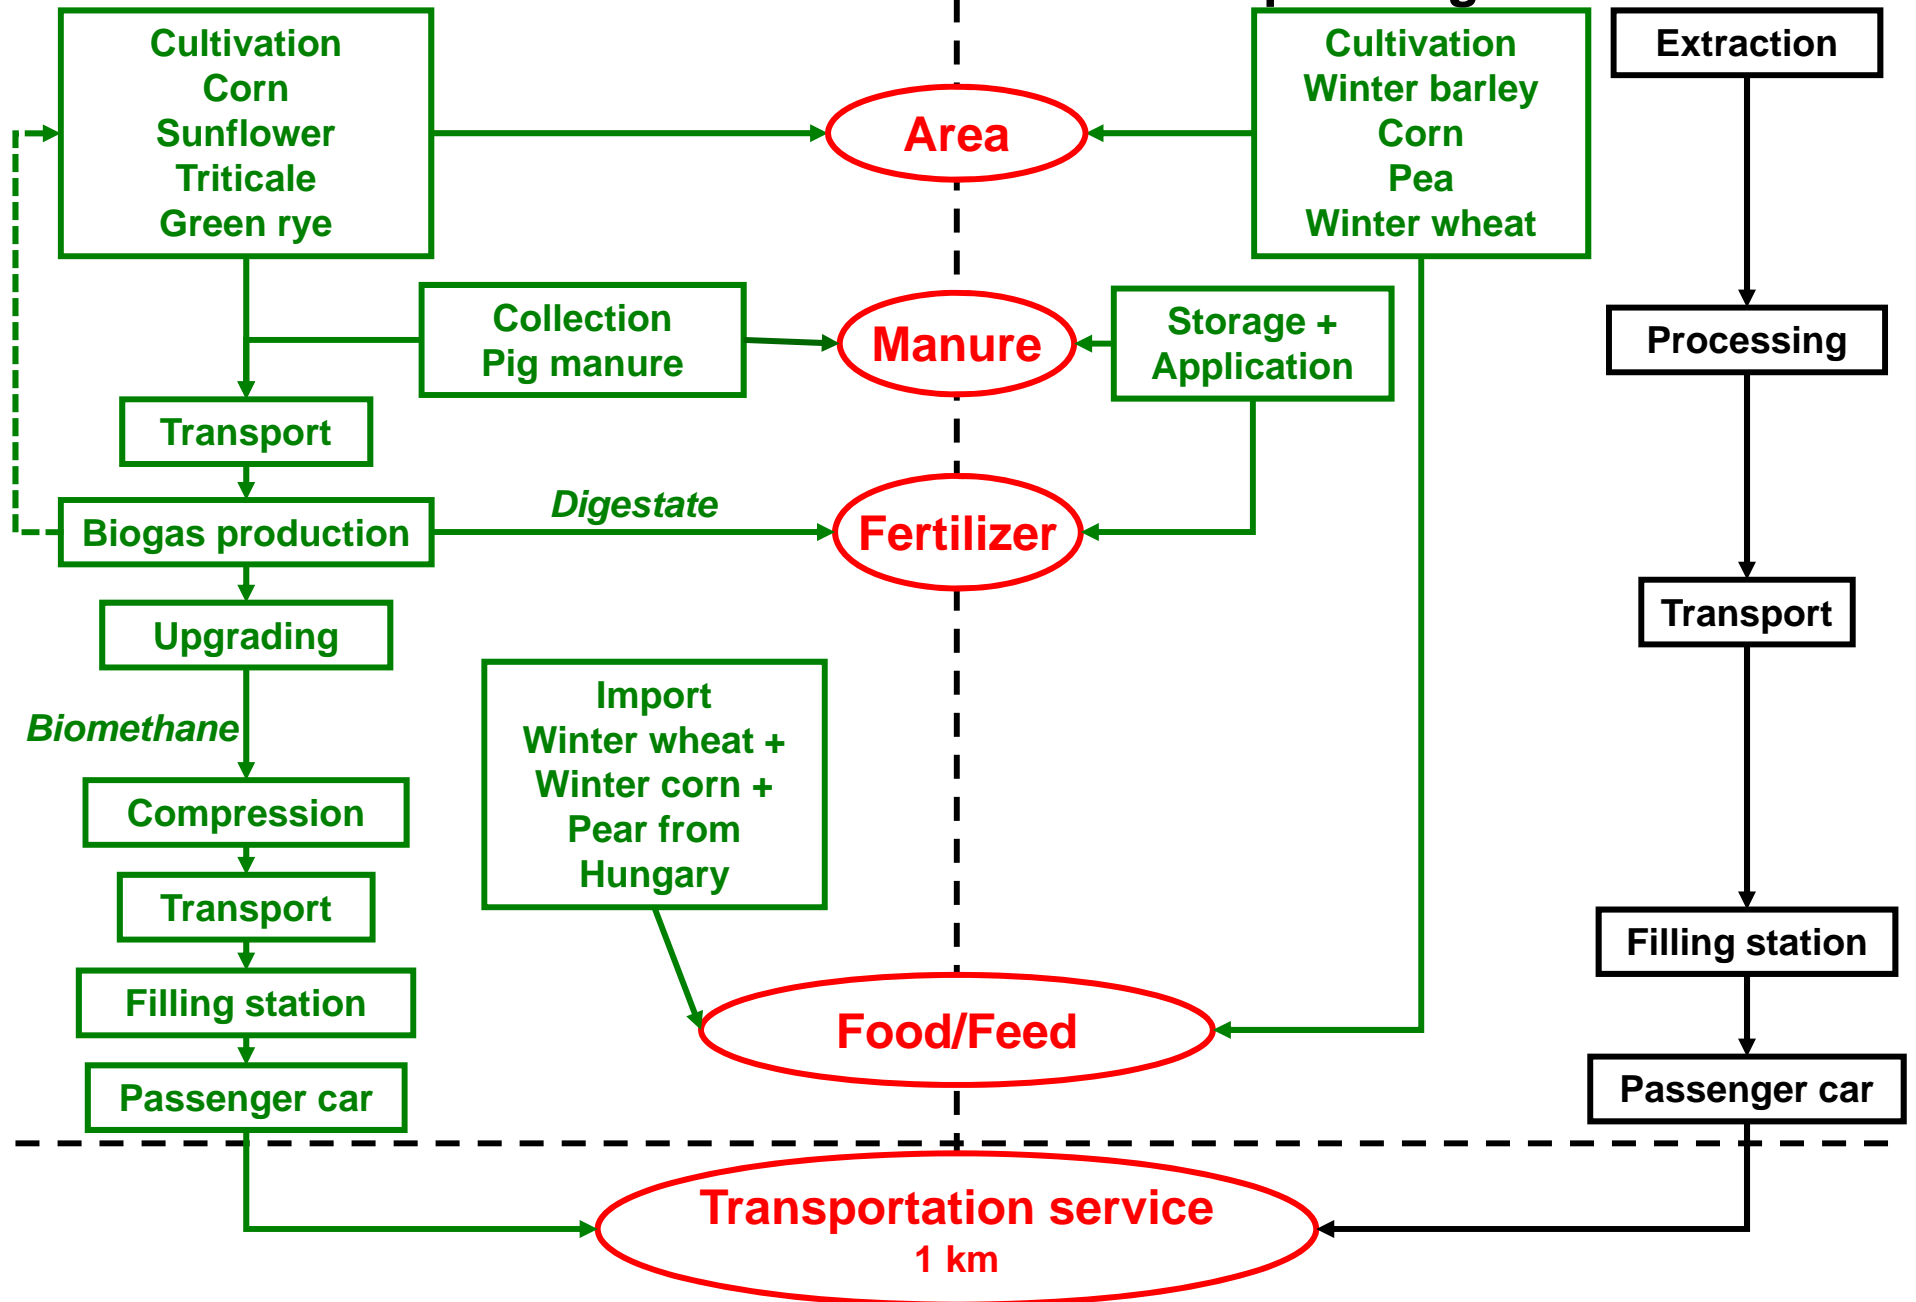 Cultivation
Corn
Sunflower
Triticale
Green rye
Area
Cultivation
Winter barley
Corn
Pea
Winter wheat
Extraction
Collection
Pig manure
Manure
Storage +
Application
Processing
Transport
Biogas production
Digestate
Fertilizer
Transport
Upgrading
Biomethane
Import
Winter wheat +
Winter corn +
Pear from
Hungary
Compression
Transport
Filling station
Filling station
Food/Feed
Passenger car
Passenger car
Transportation service
1 km